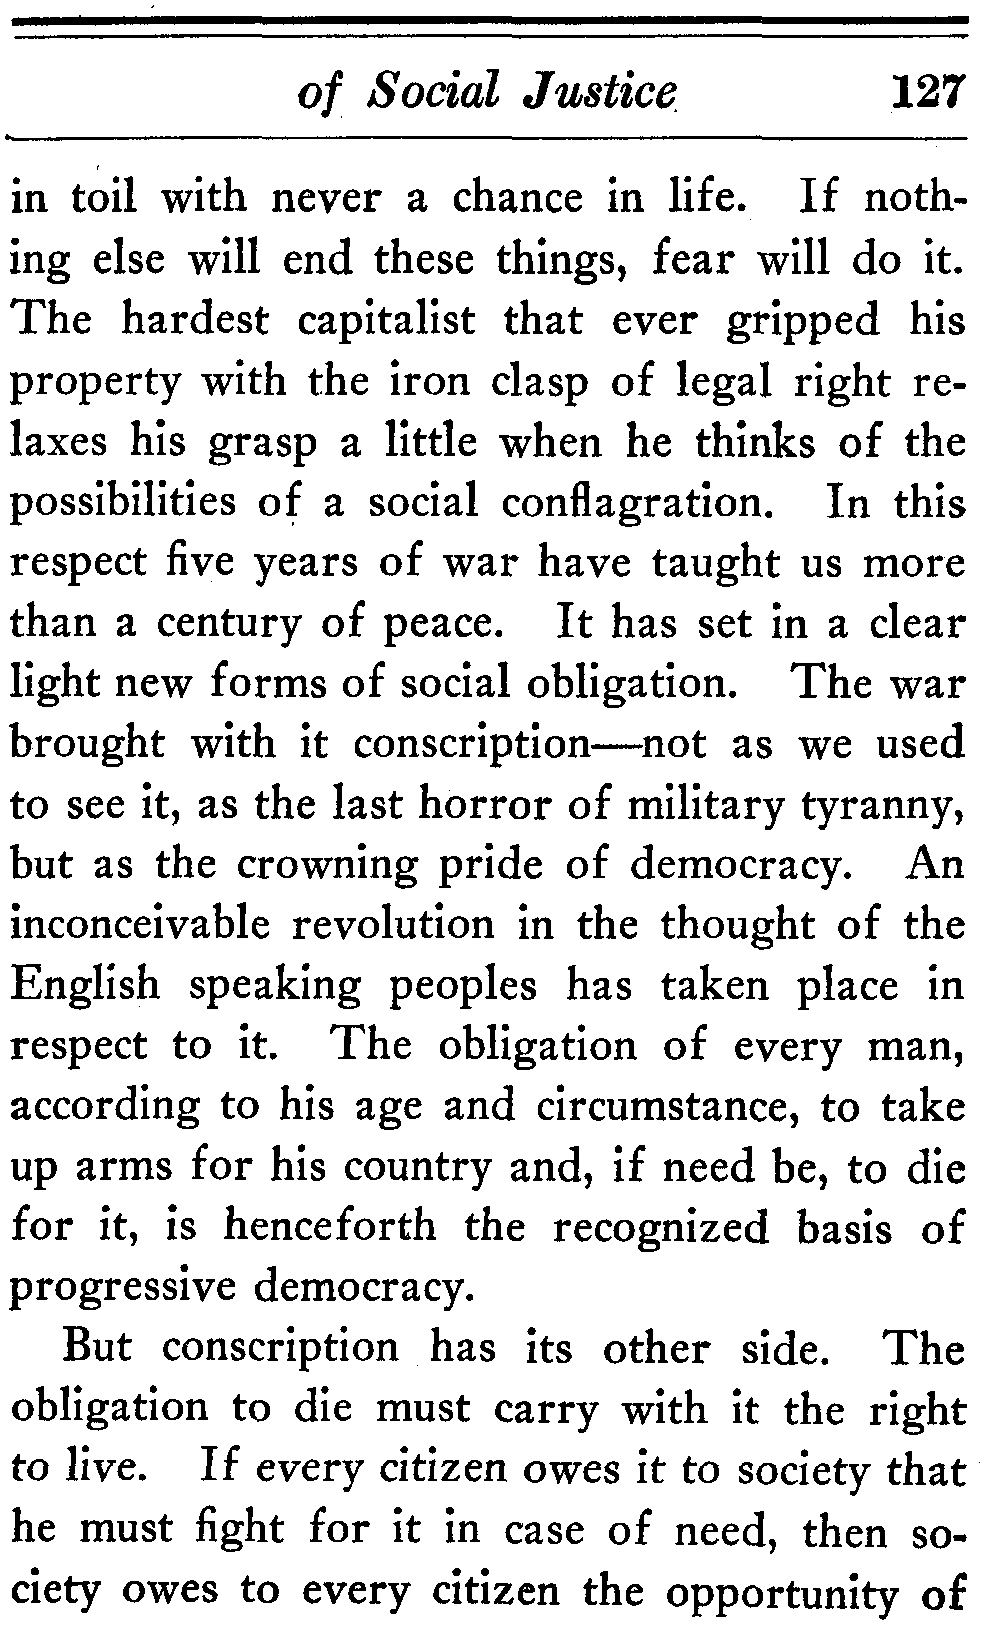 of Social Justice 127
in toil with never a chance in life. If noth-
ing else will end these things, fear will do it.
The hardest capitalist that ever gripped his
property with the iron clasp of legal right re-
laxes his grasp a little when he thinks of the
possibilities of a social conflagration. In this
respect five years of war have taught us more
than a century of peace. It has set in a clear
light new forms of social obligation. The war
brought with it conscription—not as we used
to see it, as the last horror of military tyranny,
but as the crowning pride of democracy. An
inconceivable revolution in the thought of the
English speaking peoples has taken place in
respect to it. The obligation of every man,
according to his age and circumstance, to take
up arms for his country and, if need be, to die
for it, is henceforth the recognized basis of
progressive democracy.
But conscription has its other side. The
obligation to die must carry with it the right
to live. If every citizen owes it to society that
he must fight for it in case of need, then so-
ciety owes to every citizen the opportunity of